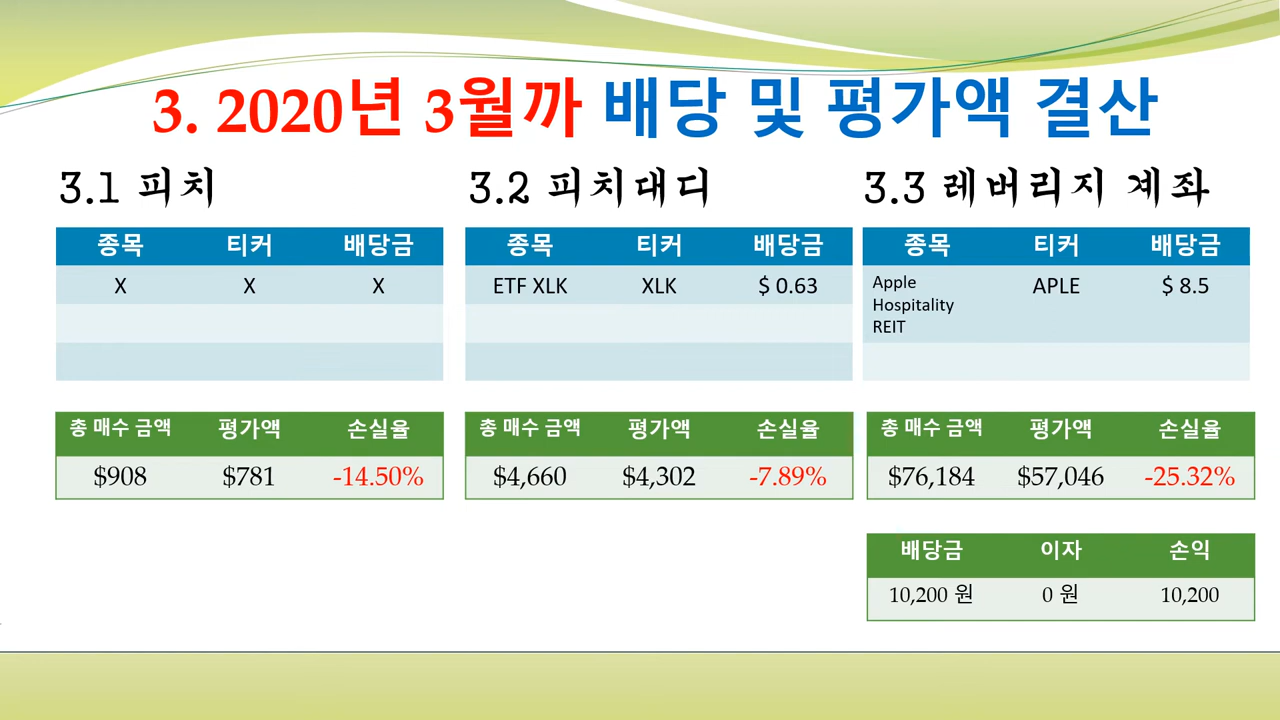 3. 2020년 3월까 배당 및 평가액 결산
3.1 피치
종목 티커 배당금
X X X
총 매수 금액 평가액 손실율
$908 $781 -14.50%
3.2 피치대디
종목 티커 배당금
ETF XLK XLK $ 0.63
총 매수 금액 평가액 손실율
$4,660 $4,302 -7.89%
3.3 레버리지 계좌
종목 티커 배당금
Apple APLE $ 8.5
Hospitality
REIT
총 매수 금액 평가액 손실율
$76,184 $57,046 -25.32%
배당금 이자 손익
10,200 원 0 원 10,200